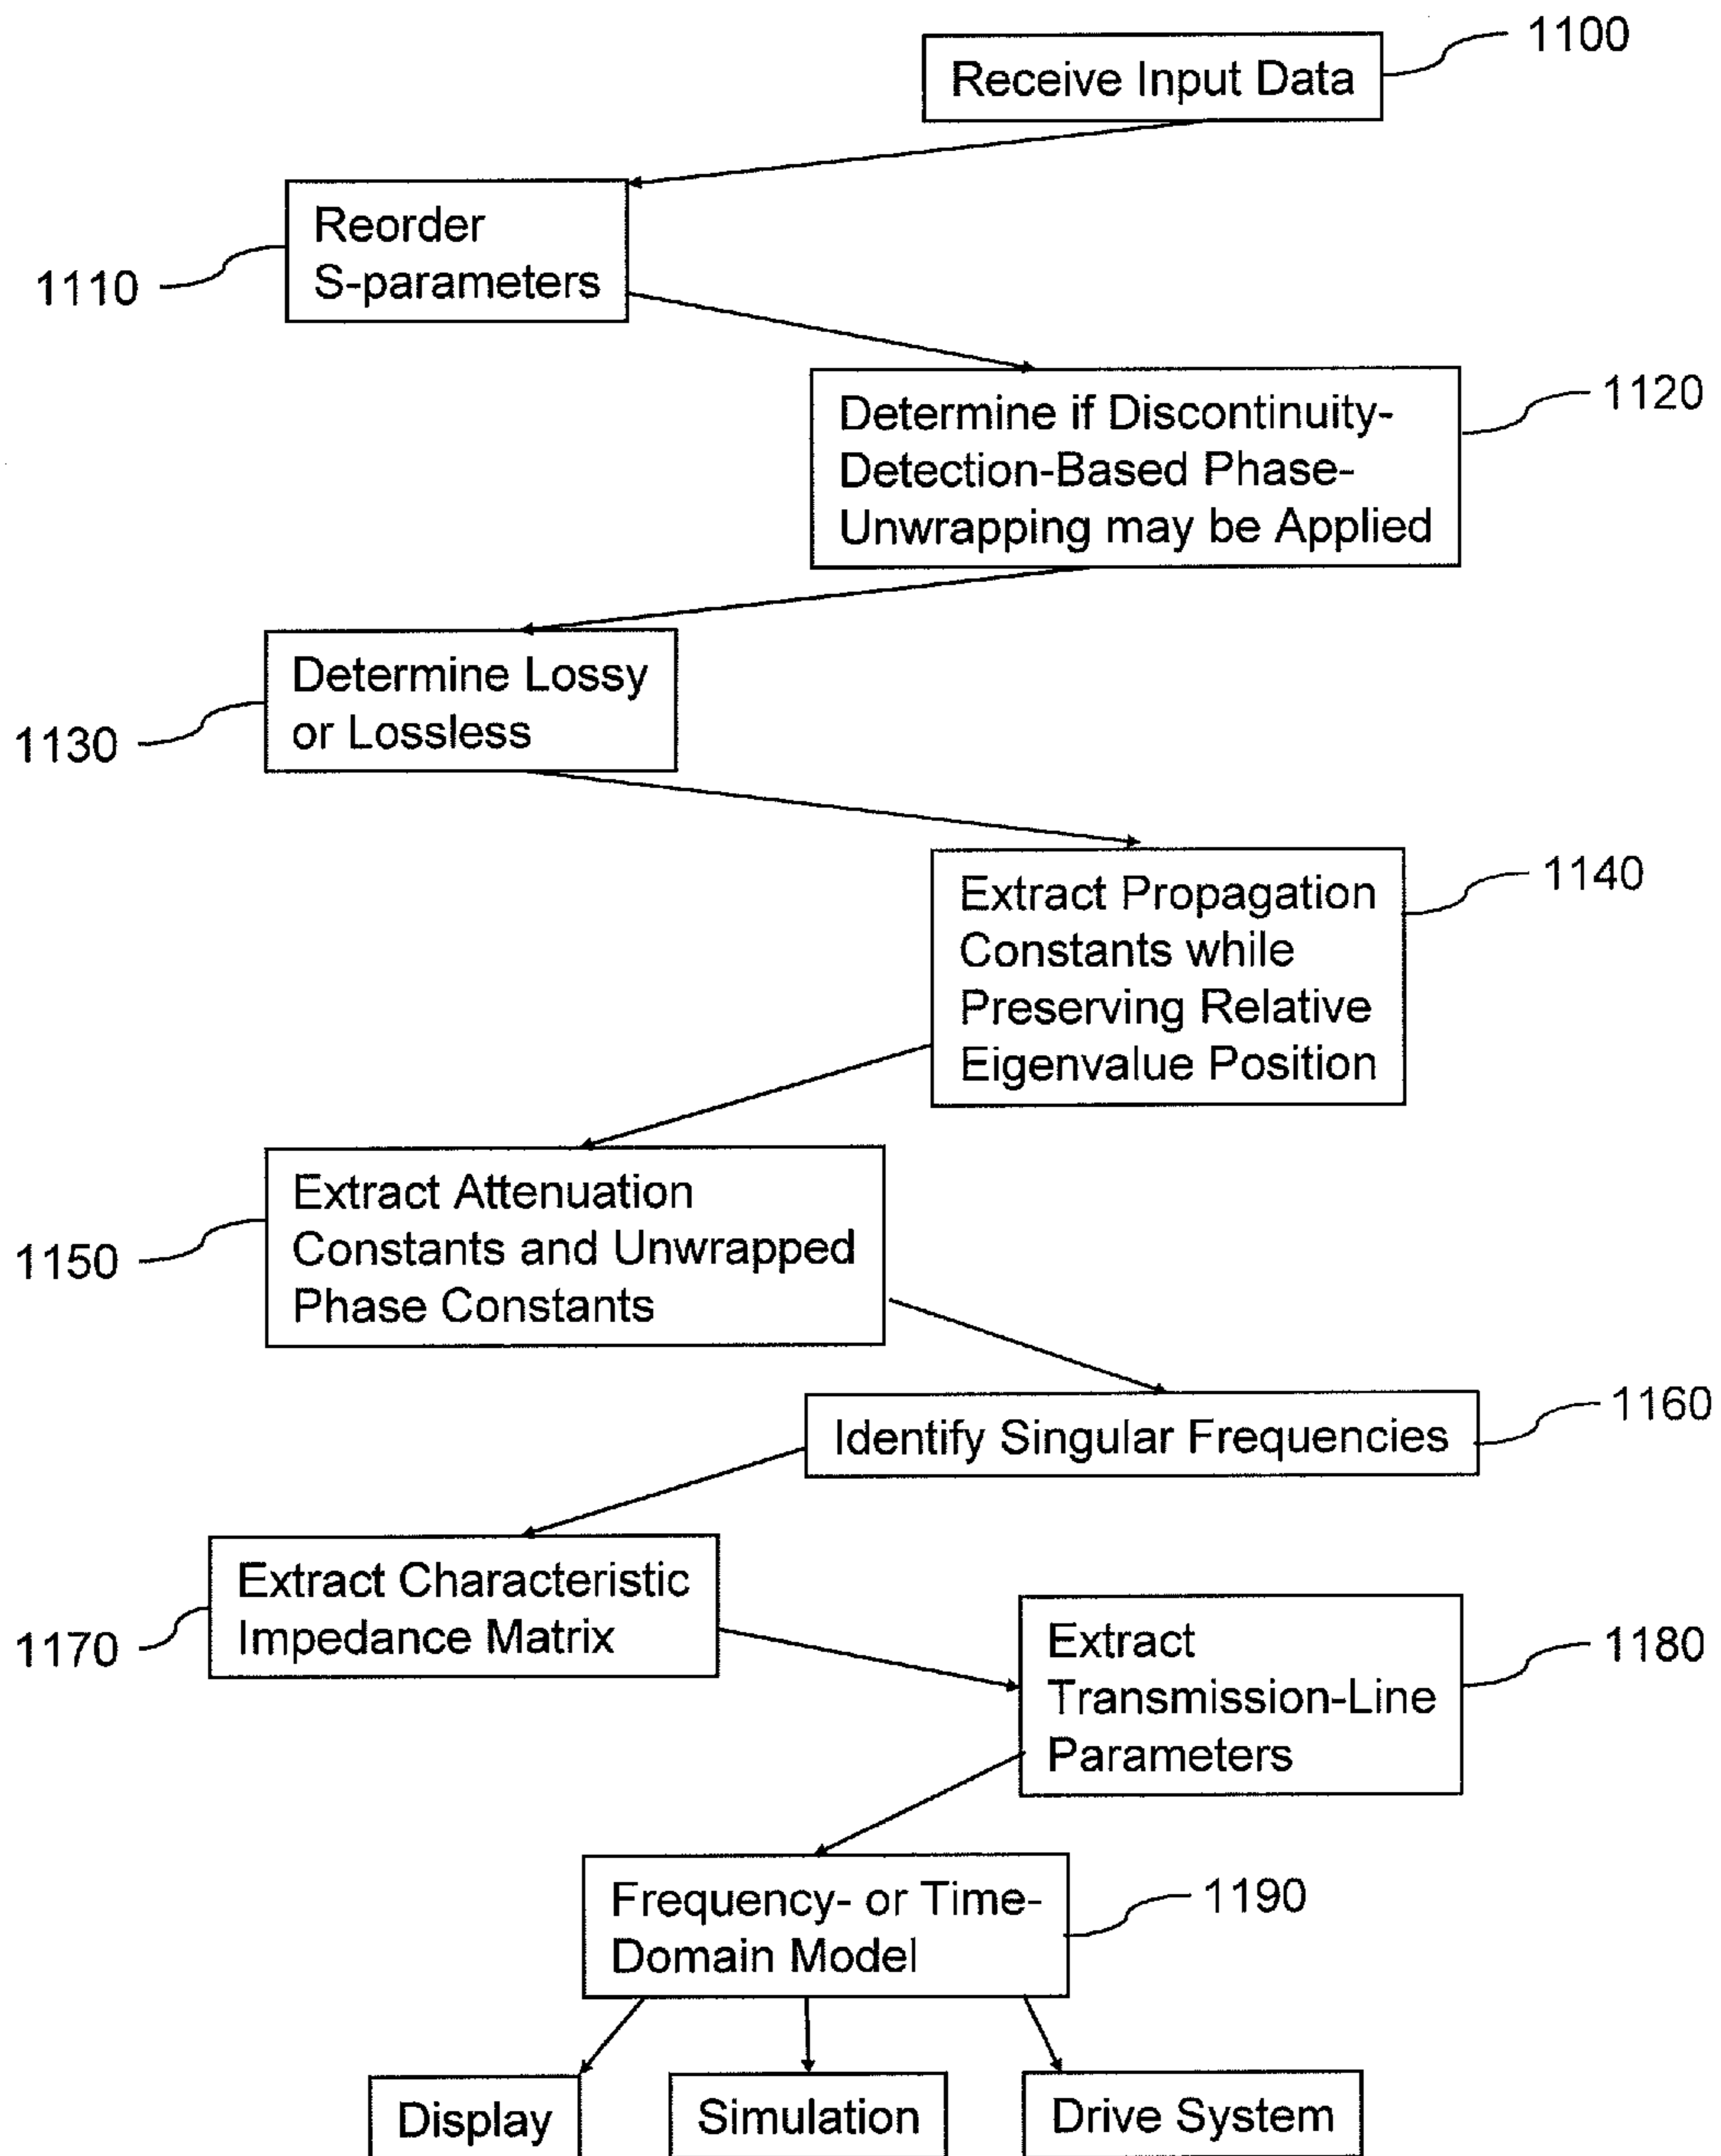 1100
Receive Input Data
Reorder
S-parameters
1110
Determine if Discontinuity-
Detection-Based Phase-
Unwrapping may be Applied
1120
Determine Lossy
or Lossless
1130
Extract Propagation
Constants while
Preserving Relative
Eigenvalue Position
1140
Extract Attenuation
Constants and Unwrapped
Phase Constants
1150
Identify Singular Frequencies
1160
Extract Characteristic
Impedance Matrix
1170
Extract
Transmission-Line
Parameters
1180
Frequency- or Time-
Domain Model
1190
Display
Simulation
Drive System